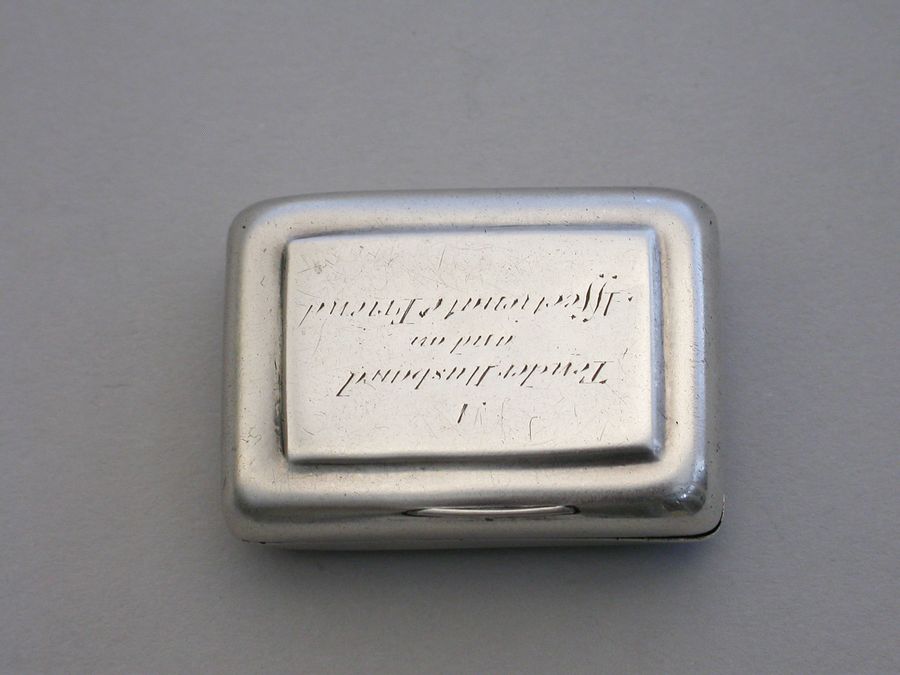 A
Tender Husband
and an
Affectionate Friend